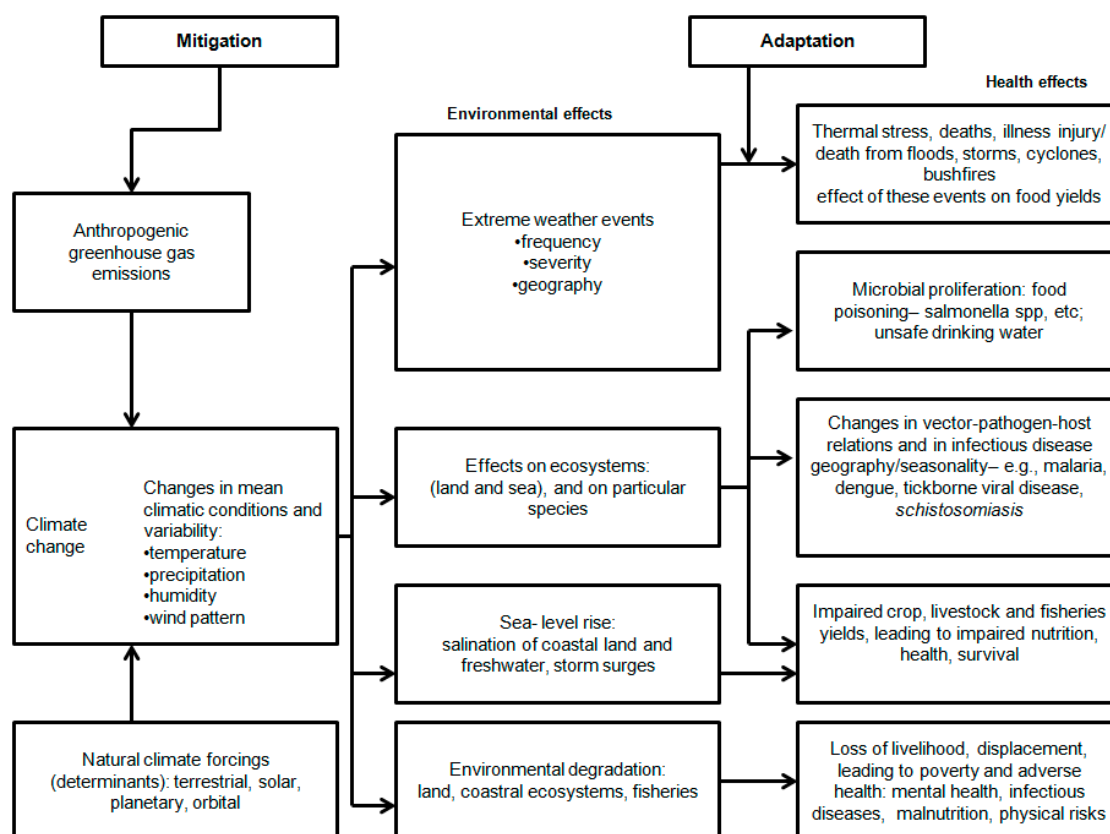 Mitigation
Adaptation
Health effects
Environmental effects
Thermal stress, deaths, illness injury/
death from floods, storms, cyclones,
bushfires
effect of these events on food yields
Anthropogenic
greenhouse gas
emissions
Extreme weather events
•frequency
•severity
•geography
Microbial proliferation: food
poisoning– salmonella spp, etc;
unsafe drinking water
Climate
change
Changes in mean
climatic conditions and
variability:
•temperature
•precipitation
•humidity
•wind pattern
Effects on ecosystems:
(land and sea), and on particular
species
Changes in vector-pathogen-host
relations and in infectious disease
geography/seasonality– e.g., malaria,
dengue, tickborne viral disease,
schistosomiasis
Sea- level rise:
salination of coastal land and
freshwater, storm surges
Impaired crop, livestock and fisheries
yields, leading to impaired nutrition,
health, survival
Natural climate forcings
(determinants): terrestrial, solar,
planetary, orbital
Environmental degradation:
land, coastral ecosystems, fisheries
Loss of livelihood, displacement,
leading to poverty and adverse
health: mental health, infectious
diseases, malnutrition, physical risks